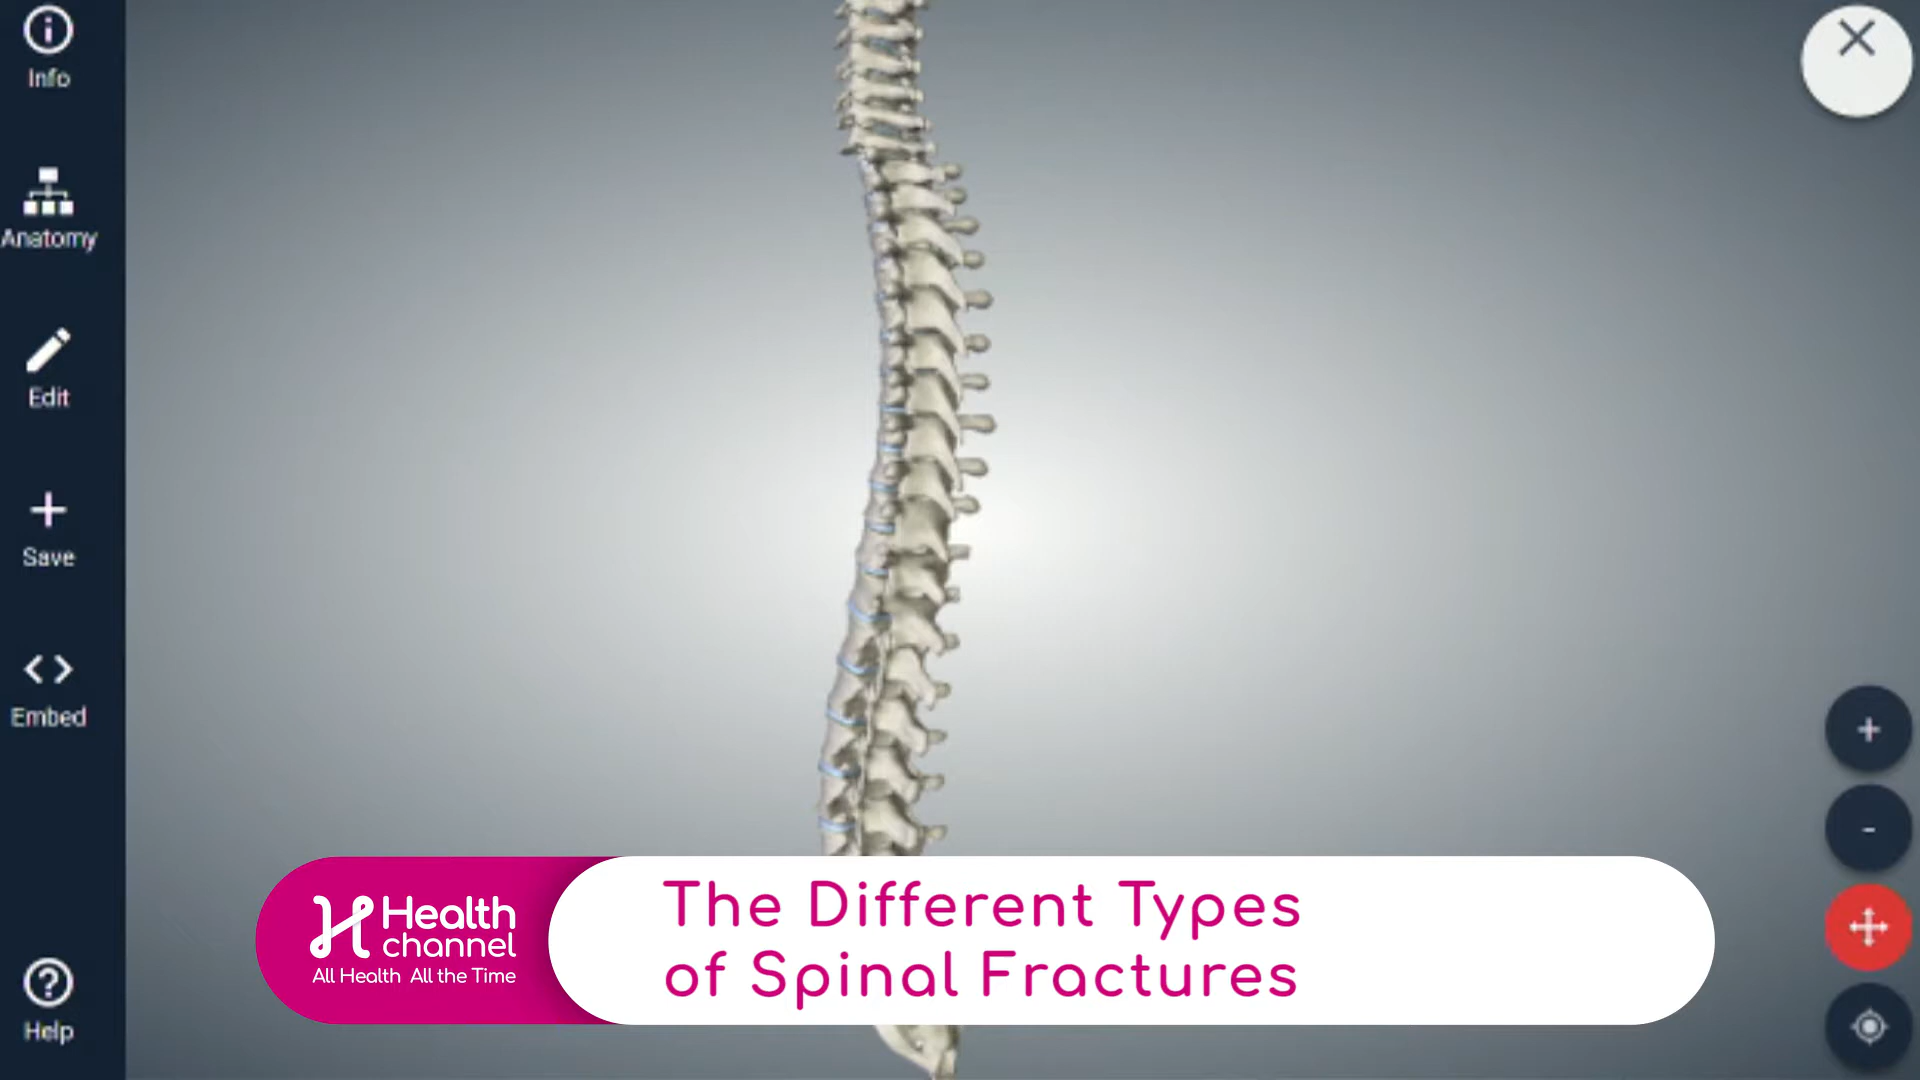 Info
Anatomy
Edit
Save
Embed
Help
Health
channel
All Health All the Time
The Different Types
of Spinal Fractures